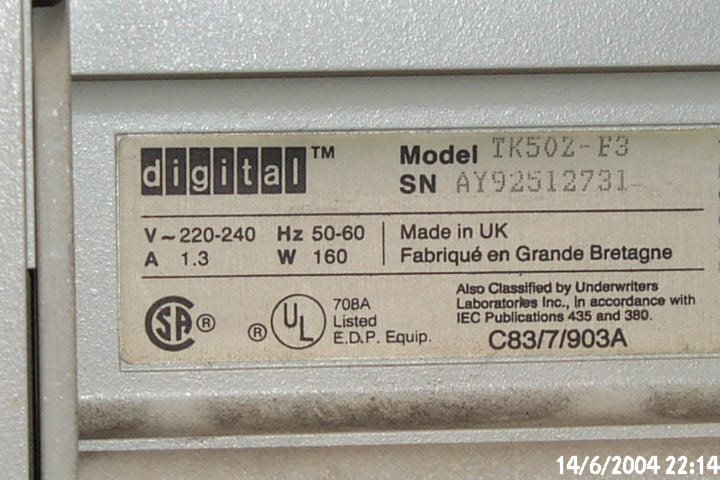 digital™
Model TK50Z-F3
SN AY92512731
V~220-240 Hz 50-60
A 1.3 W 160
Made in UK
Fabriqué en Grande Bretagne
SA®
® UL
708A
Listed
E.D.P. Equip.
Also Classified by Underwriters
Laboratories Inc., in accordance with
IEC Publications 435 and 380.
C83/7/903A
14/6/2004 22:14